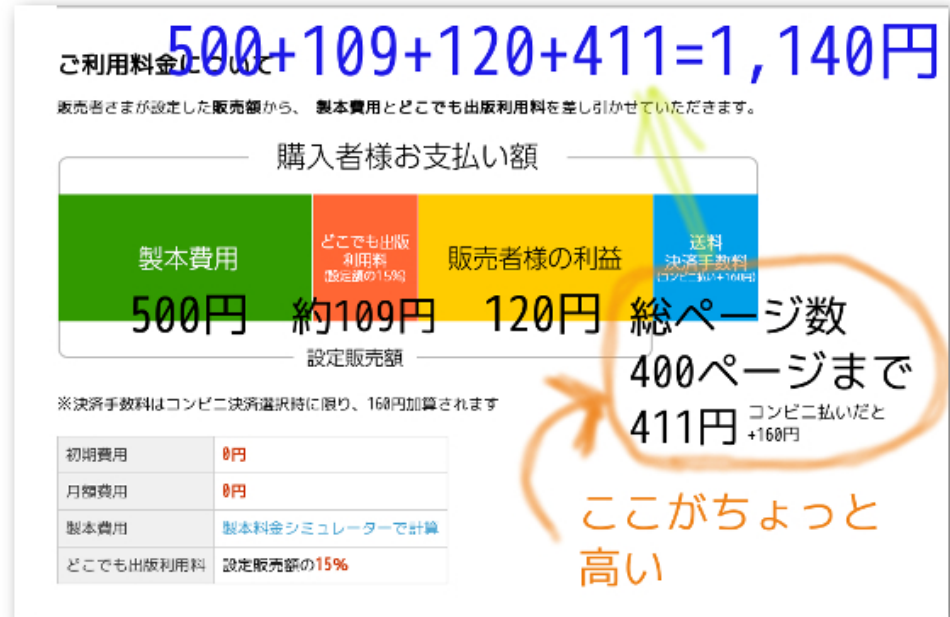 500+109+120+411=1,140円
ご利用料金について
販売者さまが設定した販売額から、 製本費用とどこでも出版利用料を差し引かせていただきます。
購入者様お支払い額
製本費用
どこでも出版
利用料
(設定額の15%)
販売者様の利益
送料
決済手数料
(コンビニ払い+160円)
500円
約109円
120円
総ページ数
400ページまで
411円
コンビニ払いだと
+160円
設定販売額
※決済手数料はコンビニ決済選択時に限り、160円加算されます
ここがちょっと
高い
初期費用 0円
月額費用 0円
製本費用 製本料金シミュレーターで計算
どこでも出版利用料 設定販売額の15%